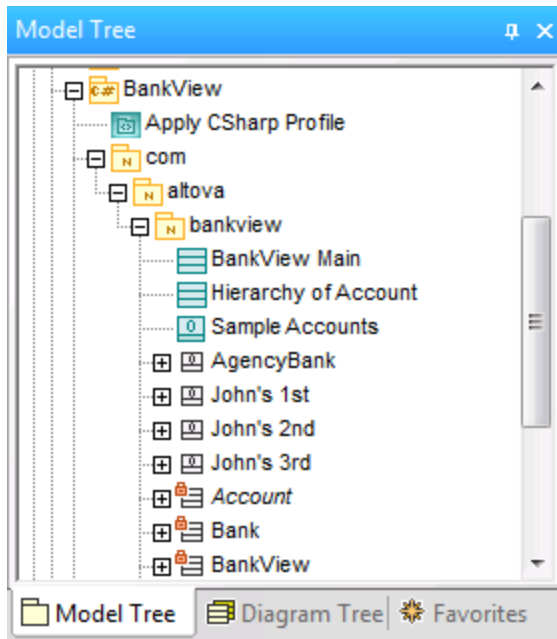 Model Tree
C# BankView
Apply CSharp Profile
N com
N altova
N bankview
BankView Main
Hierarchy of Account
Sample Accounts
AgencyBank
John's 1st
John's 2nd
John's 3rd
Account
Bank
BankView
Model Tree Diagram Tree Favorites